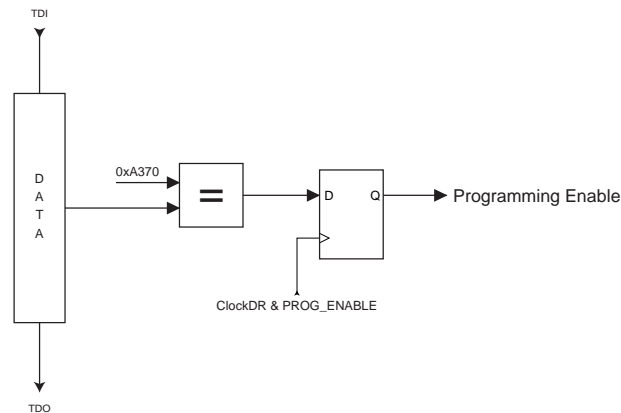 TDI
D
A
T
A
0xA370
=
D Q
Programming Enable
ClockDR & PROG_ENABLE
TDO